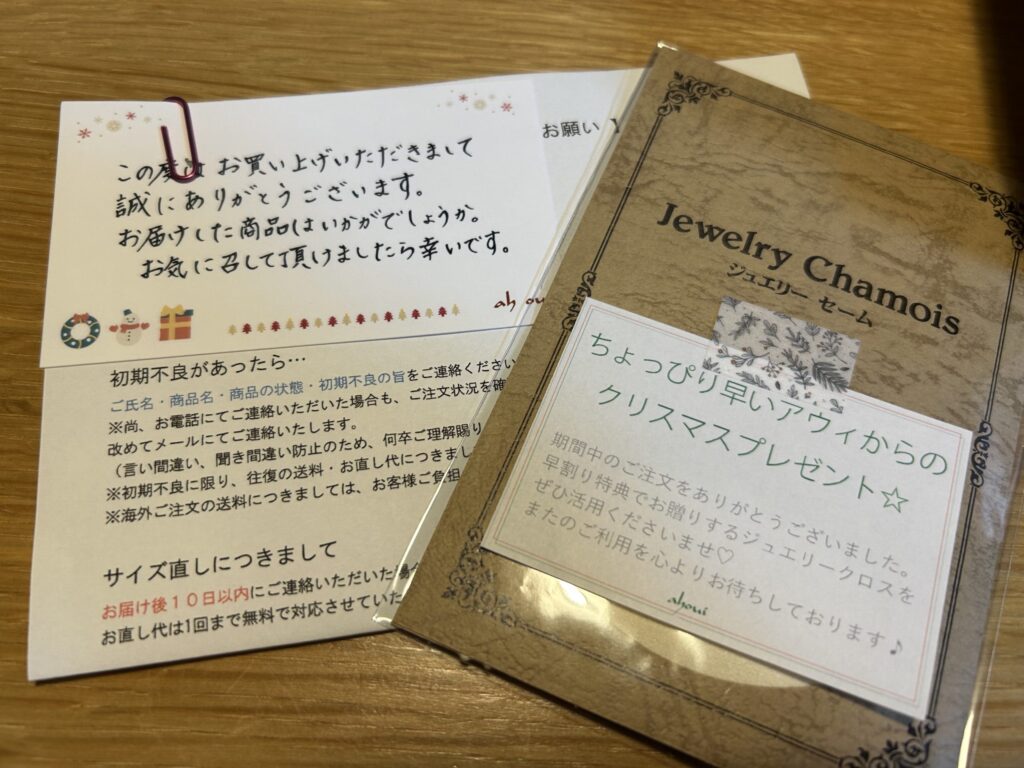 この度は お買い上げいただきまして
誠にありがとうございます。
お届けした商品はいかがでしょうか。
お気に召して頂けましたら幸いです。
ahoui
お願い 】
初期不良があったら…
ご氏名・商品名・商品の状態・初期不良の旨をご連絡ください
※尚、お電話にてご連絡いただいた場合も、ご注文状況を確
改めてメールにてご連絡いたします。
（言い間違い、聞き間違い防止のため、何卒ご理解賜り
※初期不良に限り、往復の送料・お直し代につきまし
※海外ご注文の送料につきましては、お客様ご負担
サイズ直しにつきまして
お届け後１０日以内にご連絡いただいた場合
お直し代は1回まで無料で対応させていた
Jewelry Chamois
ジュエリー セーム
ちょっぴり早いアウィからの
クリスマスプレゼント☆
期間中のご注文をありがとうございました。
早割り特典でお贈りするジュエリークロスを
ぜひ活用くださいませ♡
またのご利用を心よりお待ちしております♪
ahoui